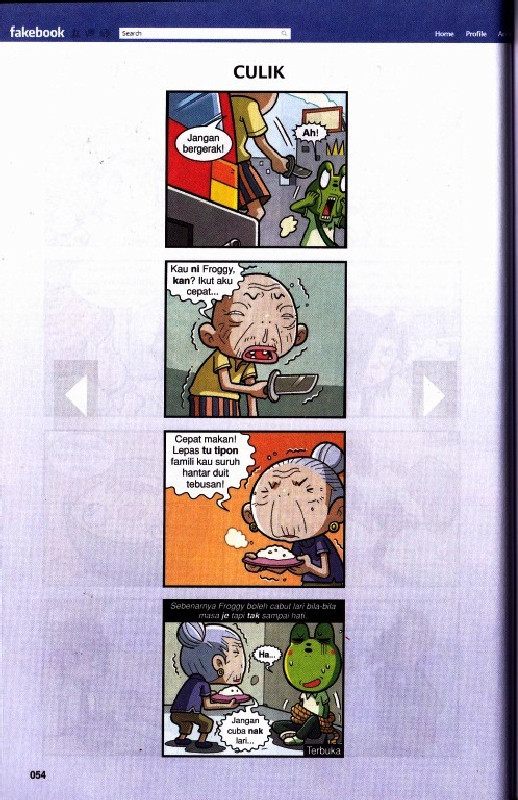 fakebook
Search
Home
Profile
CULIK
Jangan
bergerak!
Ah!
Kau ni Froggy,
kan? Ikut aku
cepat...
Cepat makan!
Lepas tu tipon
famili kau suruh
hantar duit
tebusan!
Sebenarnya Froggy boleh cabut lari bila-bila
masa je tapi tak sampai hati.
Ha...
Jangan
cuba nak
lari...
Terbuka
054